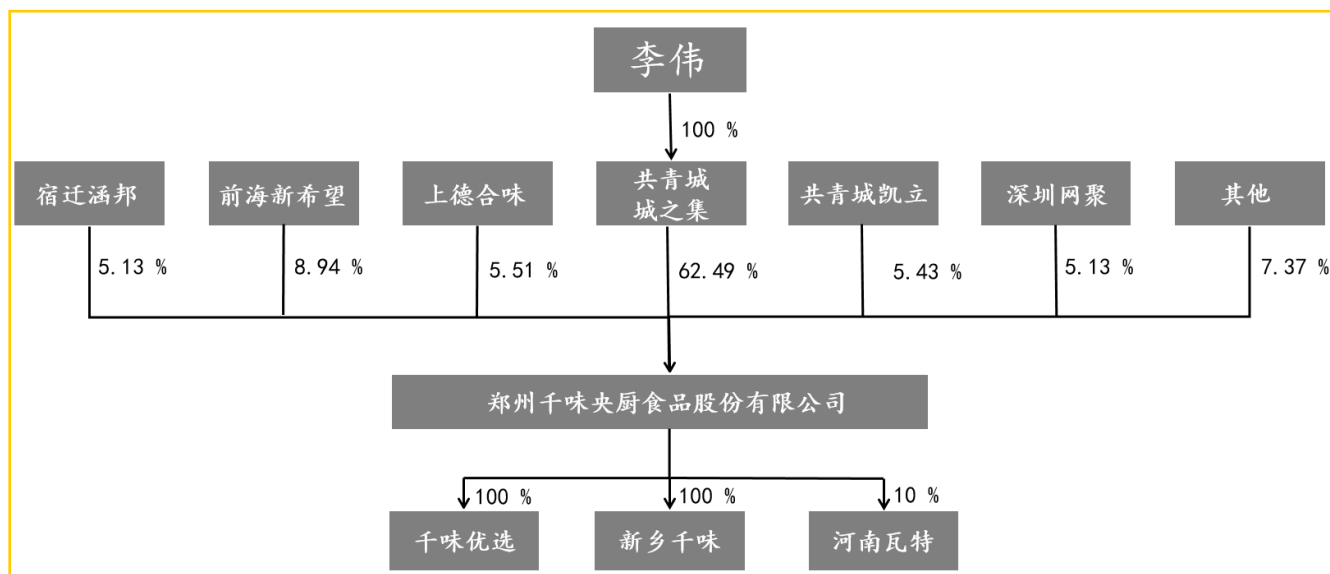 李伟
100 %
宿迁涵邦
前海新希望
上德合味
共青城
城之集
共青城凯立
深圳网聚
其他
5.13 %
8.94 %
5.51 %
62.49 %
5.43 %
5.13 %
7.37 %
郑州千味央厨食品股份有限公司
100 %
100 %
10 %
千味优选
新乡千味
河南瓦特